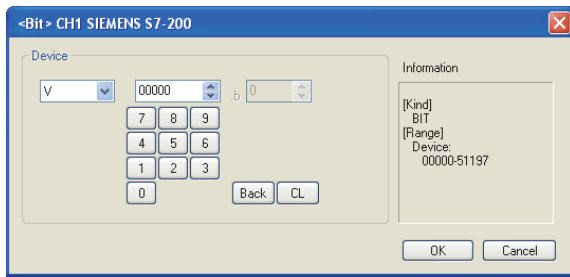 <Bit> CH1 SIEMENS S7-200
Device
V 00000 .b 0
7 8 9
4 5 6
1 2 3
0 Back CL
Information
[Kind]
BIT
[Range]
Device:
00000-51197
OK Cancel